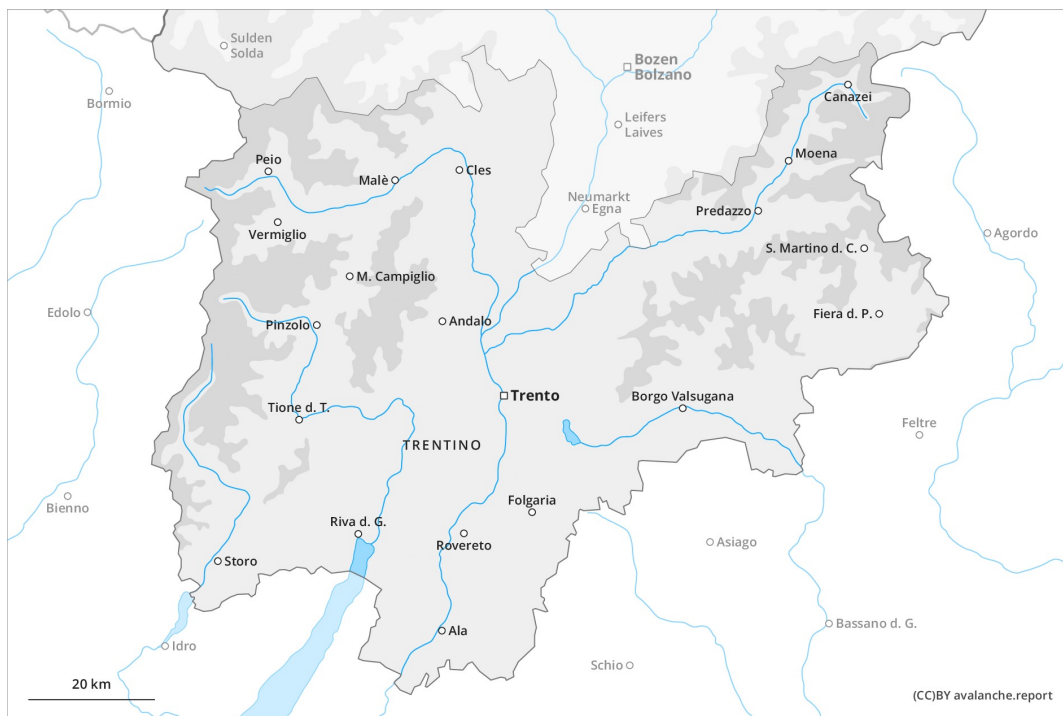 Sulden
Solda
Bozen
Bolzano
Bormio
Canazei
Leifers
Laives
Peio
Malè
Cles
Moena
Neumarkt
Egna
Predazzo
Vermiglio
Agordo
S. Martino d. C.
M. Campiglio
Edolo
Pinzolo
Andalo
Fiera d. P.
Trento
Borgo Valsugana
Tione d. T.
Feltre
TRENTINO
Bienno
Folgaria
Riva d. G.
Rovereto
Asiago
Storo
Ala
Bassano d. G.
Idro
Schio
20 km
(CC)BY avalanche.report